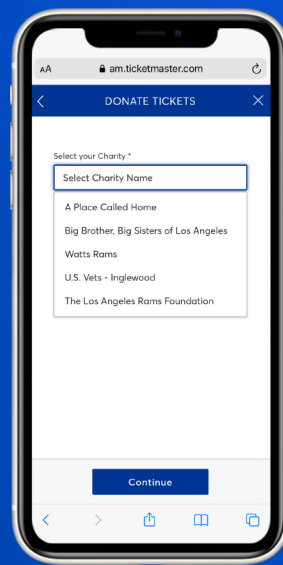 AA am.ticketmaster.com
DONATE TICKETS
Select your Charity *
Select Charity Name
A Place Called Home
Big Brother, Big Sisters of Los Angeles
Watts Rams
U.S. Vets - Inglewood
The Los Angeles Rams Foundation
Continue